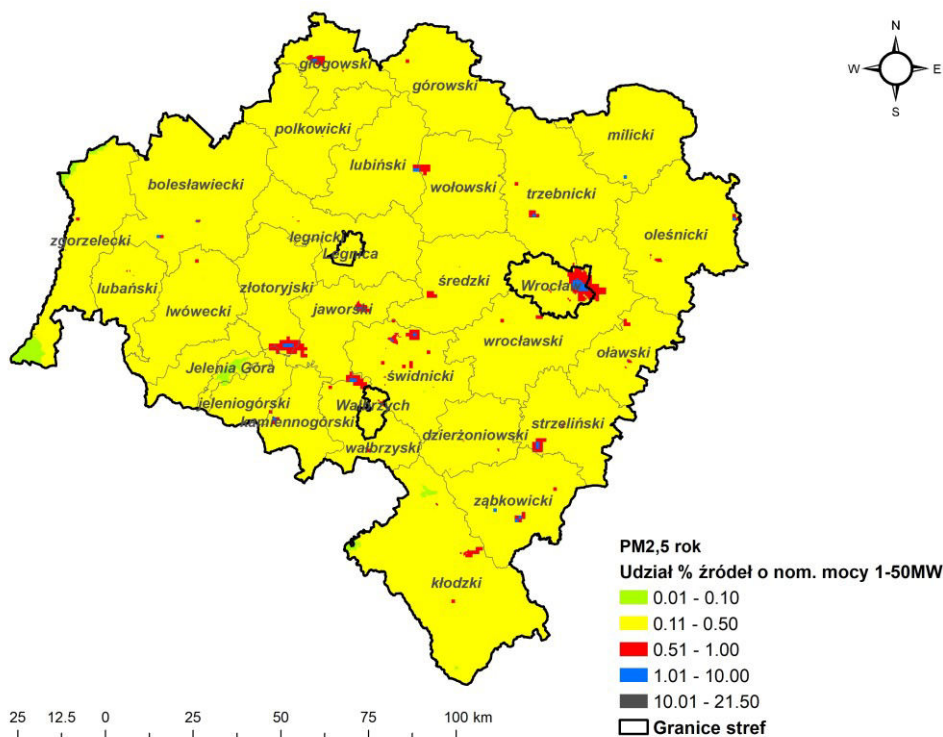 N
W E
S
głogowski
górowski
polkowicki
milicki
lubiński
bolesławiecki
wołowski
trzebnicki
oleśnicki
zgorzelecki
legnicki
Legnica
średzki
Wrocław
lubański
złotoryjski
lwówecki
jaworski
wrocławski
oławski
Jelenia Góra
świdnicki
jeleniogórski
Wałbrzych
kamiennogórski
strzeliński
dzierżoniowski
wałbrzyski
ząbkowicki
kłodzki
PM2,5 rok
Udział % źródeł o nom. mocy 1-50MW
0.01 - 0.10
0.11 - 0.50
0.51 - 1.00
1.01 - 10.00
10.01 - 21.50
Granice stref
25 12.5 0 25 50 75 100 km